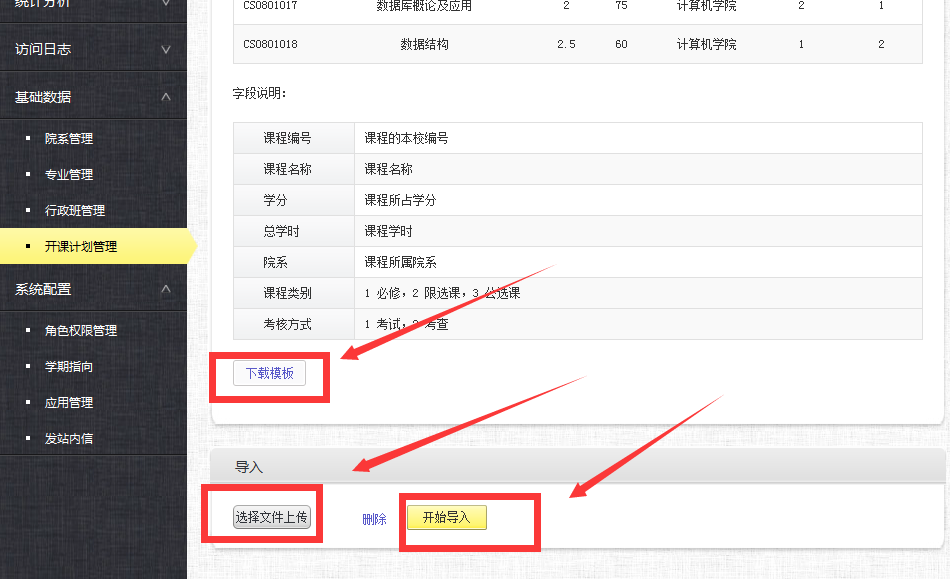 统计分析
访问日志
基础数据
院系管理
专业管理
行政班管理
开课计划管理
系统配置
角色权限管理
学期指向
应用管理
发站内信
CS0801017 数据库概论及应用 2 75 计算机学院 2 1
CS0801018 数据结构 2.5 60 计算机学院 1 2
字段说明：
课程编号 课程的本校编号
课程名称 课程名称
学分 课程所占学分
总学时 课程学时
院系 课程所属院系
课程类别 1 必修，2 限选课，3 公选课
考核方式 1 考试，2 考查
下载模板
导入
选择文件上传 删除 开始导入